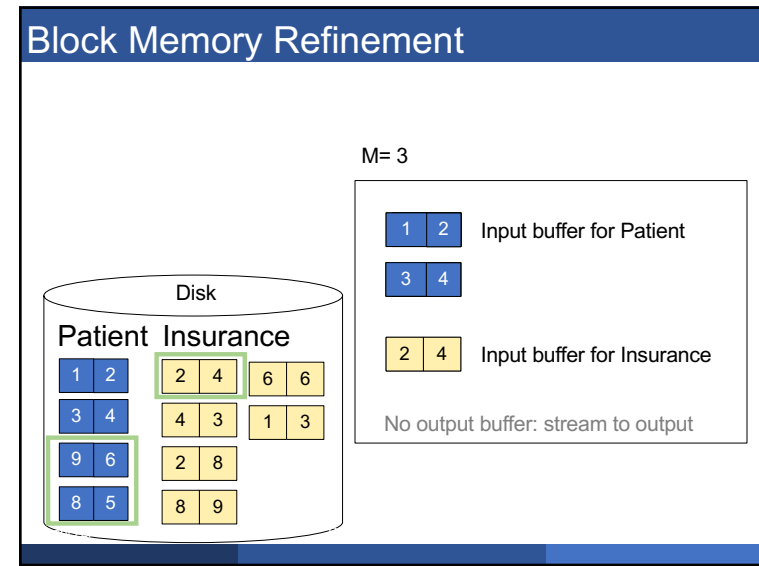 Block Memory Refinement
M= 3
1 2 Input buffer for Patient
3 4
2 4 Input buffer for Insurance
No output buffer: stream to output
Disk
Patient Insurance
1 2 2 4 6 6
3 4 4 3 1 3
9 6 2 8
8 5 8 9